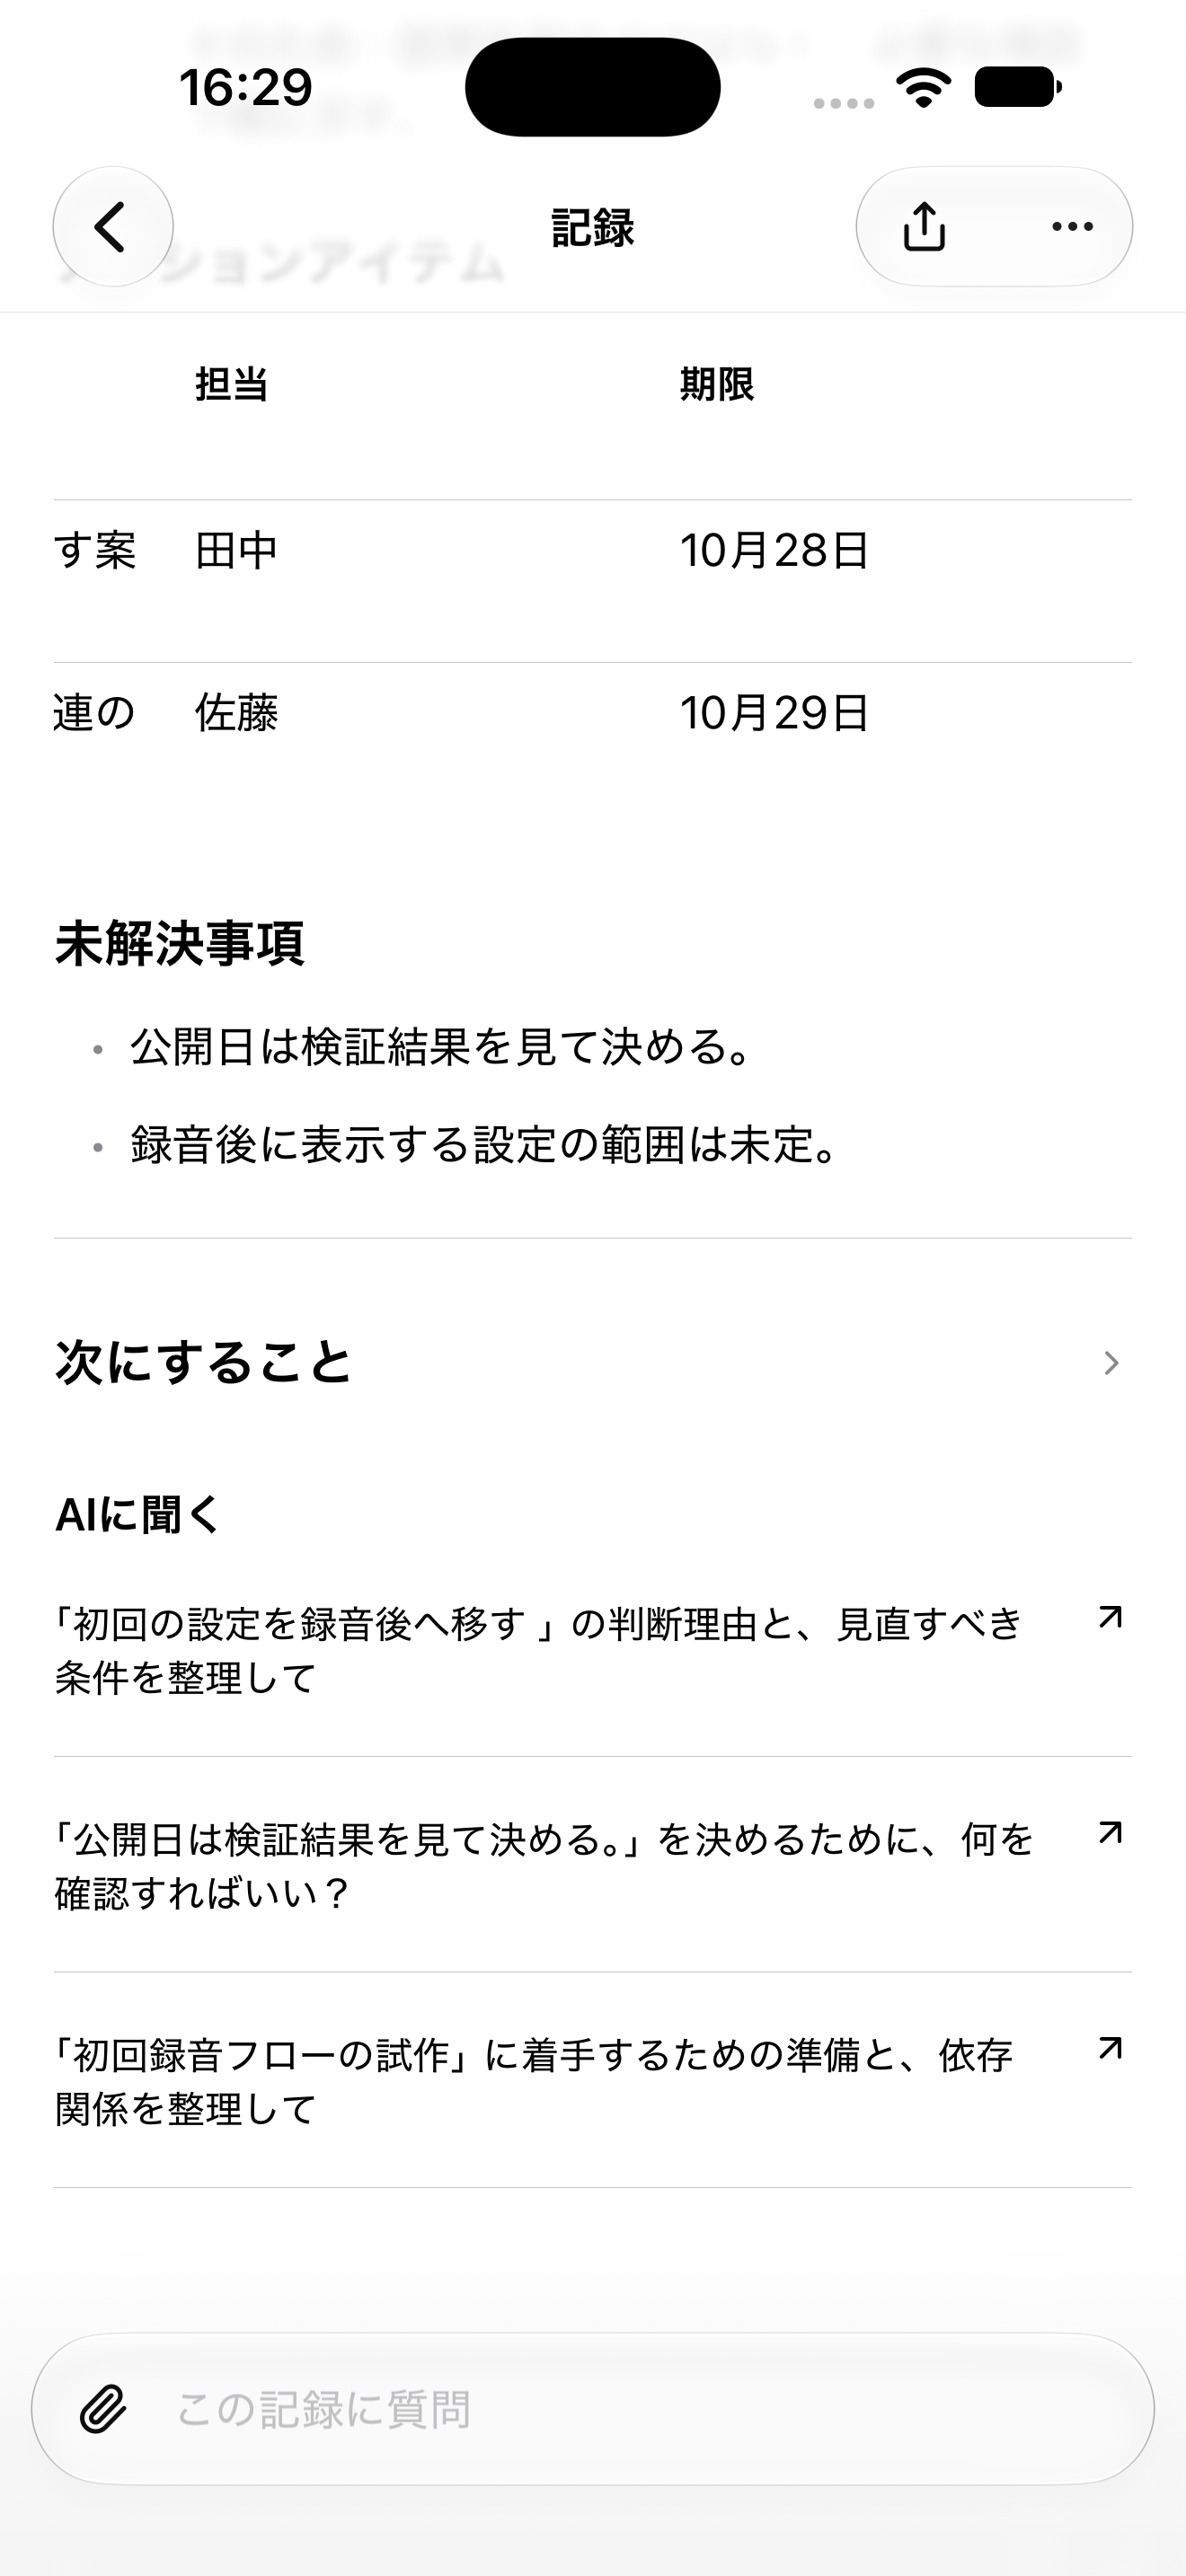 16:29
記録
ションアイテム
担当 期限
す案 田中 10月28日
連の 佐藤 10月29日
未解決事項
• 公開日は検証結果を見て決める。
• 録音後に表示する設定の範囲は未定。
次にすること
AIに聞く
「初回の設定を録音後へ移す 」の判断理由と、見直すべき
条件を整理して
「公開日は検証結果を見て決める。」を決めるために、何を
確認すればいい？
「初回録音フローの試作」に着手するための準備と、依存
関係を整理して
この記録に質問